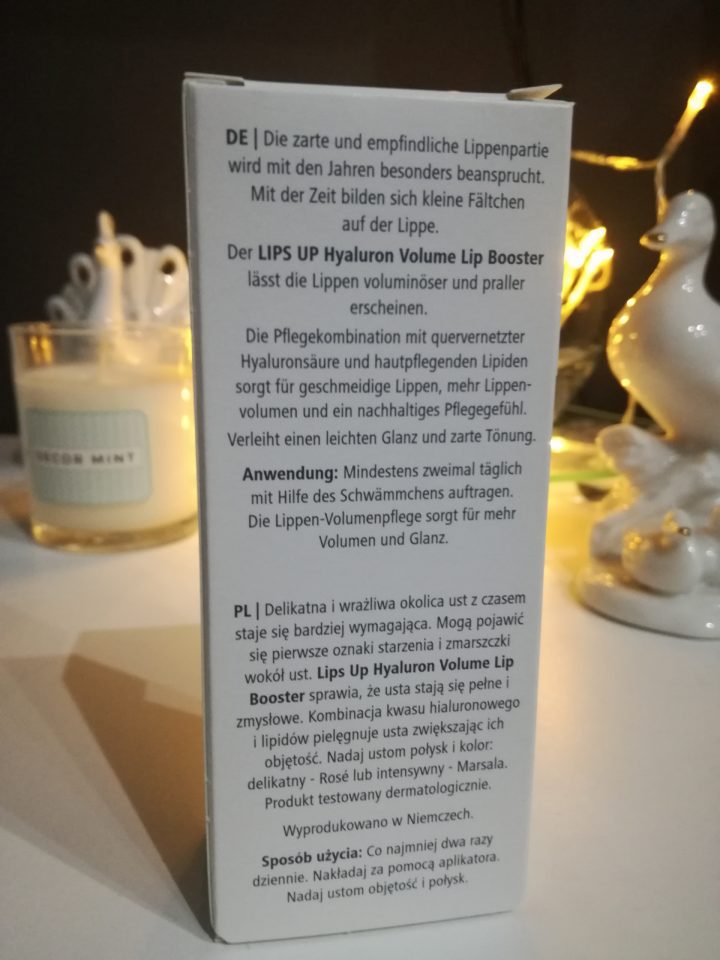 DE | Die zarte und empfindliche Lippenpartie
wird mit den Jahren besonders beansprucht.
Mit der Zeit bilden sich kleine Fältchen
auf der Lippe.
Der LIPS UP Hyaluron Volume Lip Booster
lässt die Lippen voluminöser und praller
erscheinen.
Die Pflegekombination mit quervernetzter
Hyaluronsäure und hautpflegenden Lipiden
sorgt für geschmeidige Lippen, mehr Lippen-
volumen und ein nachhaltiges Pflegegefühl.
Verleiht einen leichten Glanz und zarte Tönung.
Anwendung: Mindestens zweimal täglich
mit Hilfe des Schwämmchens auftragen.
Die Lippen-Volumenpflege sorgt für mehr
Volumen und Glanz.
PL | Delikatna i wrażliwa okolica ust z czasem
staje się bardziej wymagająca. Mogą pojawić
się pierwsze oznaki starzenia i zmarszczki
wokół ust. Lips Up Hyaluron Volume Lip
Booster sprawia, że usta stają się pełne i
zmysłowe. Kombinacja kwasu hialuronowego
i lipidów pielęgnuje usta zwiększając ich
objętość. Nadaj ustom połysk i kolor:
delikatny - Rosé lub intensywny - Marsala.
Produkt testowany dermatologicznie.
Wyprodukowano w Niemczech.
Sposób użycia: Co najmniej dwa razy
dziennie. Nakładaj za pomocą aplikatora.
Nadaj ustom objętość i połysk.
MINT